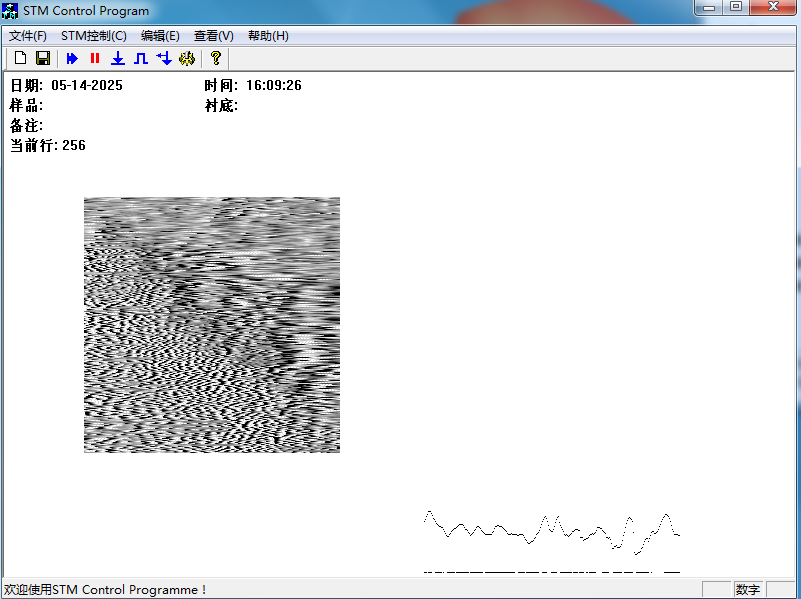 STM Control Program
文件(F) STM控制(C) 编辑(E) 查看(V) 帮助(H)
日期: 05-14-2025 时间: 16:09:26
样品: 衬底:
备注:
当前行: 256
欢迎使用STM Control Programme！ 数字